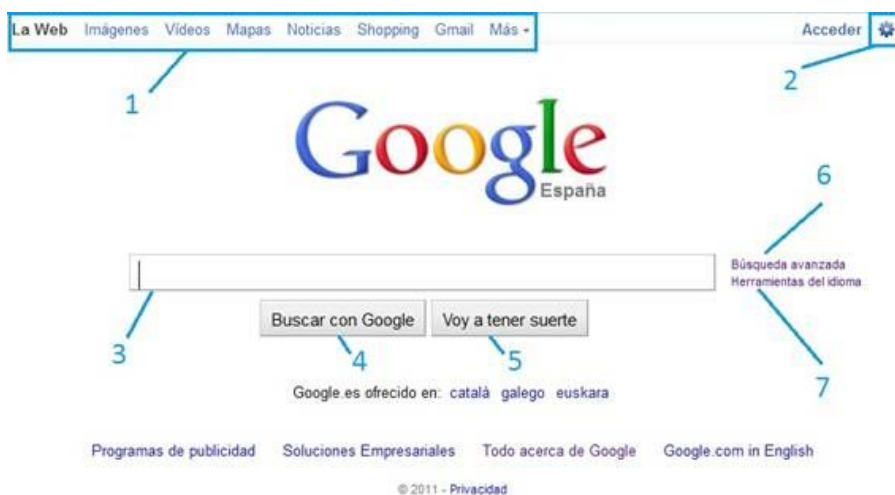 La Web Imágenes Vídeos Mapas Noticias Shopping Gmail Más Acceder
1
2
Google
España
6
Búsqueda avanzada
Herramientas del idioma
3
Buscar con Google Voy a tener suerte
4
5
7
Google.es ofrecido en: català galego euskara
Programas de publicidad Soluciones Empresariales Todo acerca de Google Google.com in English
© 2011 - Privacidad